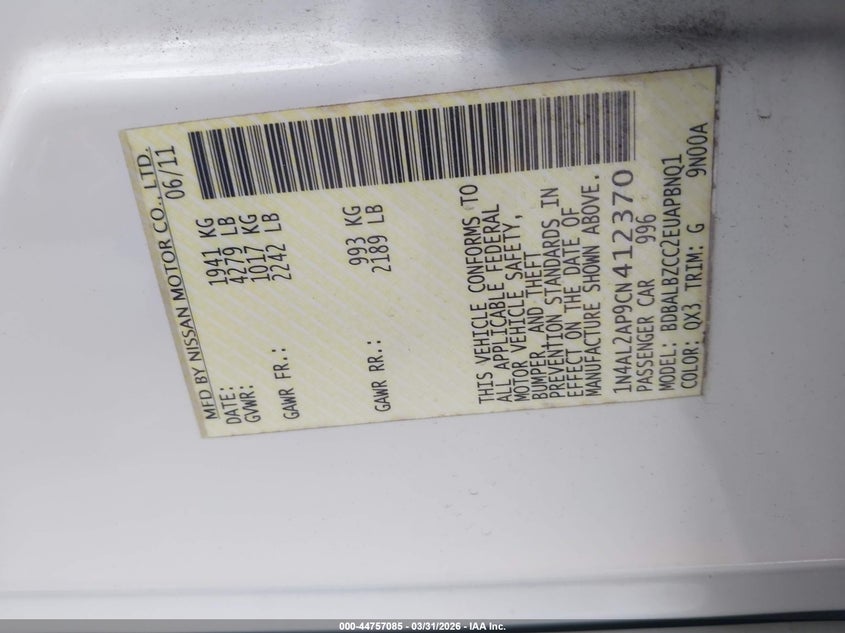 MFD BY NISSAN MOTOR CO., LTD.
DATE: 06/11
GVWR: 1941 KG
4279 LB
GAWR FR.: 1017 KG
2242 LB
GAWR RR.: 993 KG
2189 LB
THIS VEHICLE CONFORMS TO
ALL APPLICABLE FEDERAL
MOTOR VEHICLE SAFETY,
BUMPER, AND THEFT
PREVENTION STANDARDS IN
EFFECT ON THE DATE OF
MANUFACTURE SHOWN ABOVE.
1N4AL2AP9CN412370
PASSENGER CAR 996
MODEL: BDBALBZCC2EUAPBNQ1
COLOR: QX3 TRIM: G 9N00A
000-44757085 - 03/31/2026 - IAA Inc.